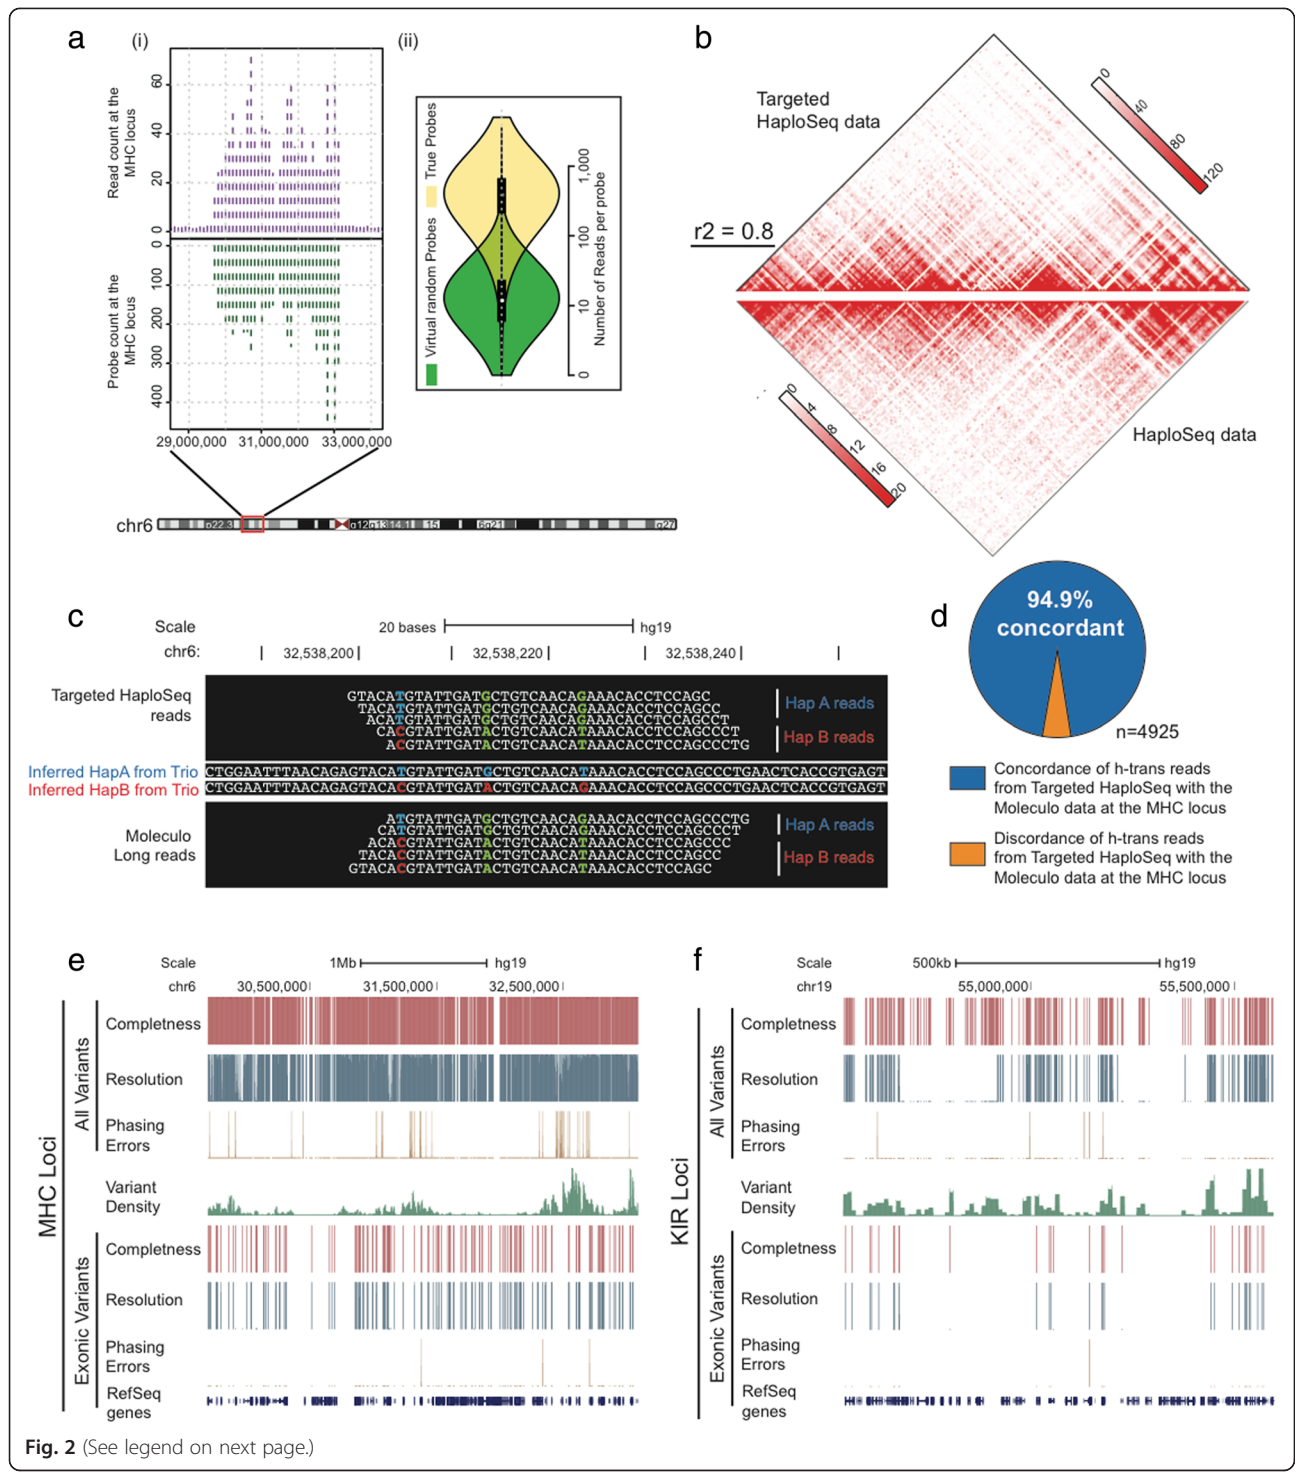 a
(i)
(ii)
Read count at the
MHC locus
0
20
40
60
Probe count at the
MHC locus
0
100
200
300
400
29,000,000
31,000,000
33,000,000
True Probes
Virtual random Probes
Number of Reads per probe
0
10
100
1,000
chr6
p22.3
q12
q13
14.1
15
6q21
q27
b
Targeted
HaploSeq data
0
40
80
120
r2 = 0.8
0
4
8
12
16
20
HaploSeq data
c
Scale
20 bases
hg19
chr6:
32,538,200
32,538,220
32,538,240
Targeted HaploSeq
reads
GTACATGTATTGATGCTGTCAACAGAAACACCTCCAGC
TACATGTATTGATGCTGTCAACAGAAACACCTCCAGCC
ACATGTATTGATGCTGTCAACAGAAACACCTCCAGCCT
CACGTATTGATACTGTCAACATAAACACCTCCAGCCCT
ACGTATTGATACTGTCAACATAAACACCTCCAGCCCTG
Hap A reads
Hap B reads
Inferred HapA from Trio
CTGGAATTTAACAGAGTACATGTATTGATGCTGTCAACATAAACACCTCCAGCCCTGAACTCACCGTGAGT
Inferred HapB from Trio
CTGGAATTTAACAGAGTACACGTATTGATACTGTCAACAGAAACACCTCCAGCCCTGAACTCACCGTGAGT
Moleculo
Long reads
ATGTATTGATGCTGTCAACAGAAACACCTCCAGCCCTG
CATGTATTGATGCTGTCAACAGAAACACCTCCAGCCCT
ACACGTATTGATACTGTCAACATAAACACCTCCAGCCC
TACACGTATTGATACTGTCAACATAAACACCTCCAGCC
GTACACGTATTGATACTGTCAACATAAACACCTCCAGC
Hap A reads
Hap B reads
d
94.9%
concordant
n=4925
Concordance of h-trans reads
from Targeted HaploSeq with the
Moleculo data at the MHC locus
Discordance of h-trans reads
from Targeted HaploSeq with the
Moleculo data at the MHC locus
e
Scale
1Mb
hg19
chr6
30,500,000
31,500,000
32,500,000
MHC Loci
All Variants
Completness
Resolution
Phasing
Errors
Variant
Density
Exonic Variants
Completness
Resolution
Phasing
Errors
RefSeq
genes
f
Scale
500kb
hg19
chr19
55,000,000
55,500,000
KIR Loci
All Variants
Completness
Resolution
Phasing
Errors
Variant
Density
Exonic Variants
Completness
Resolution
Phasing
Errors
RefSeq
genes
Fig. 2 (See legend on next page.)